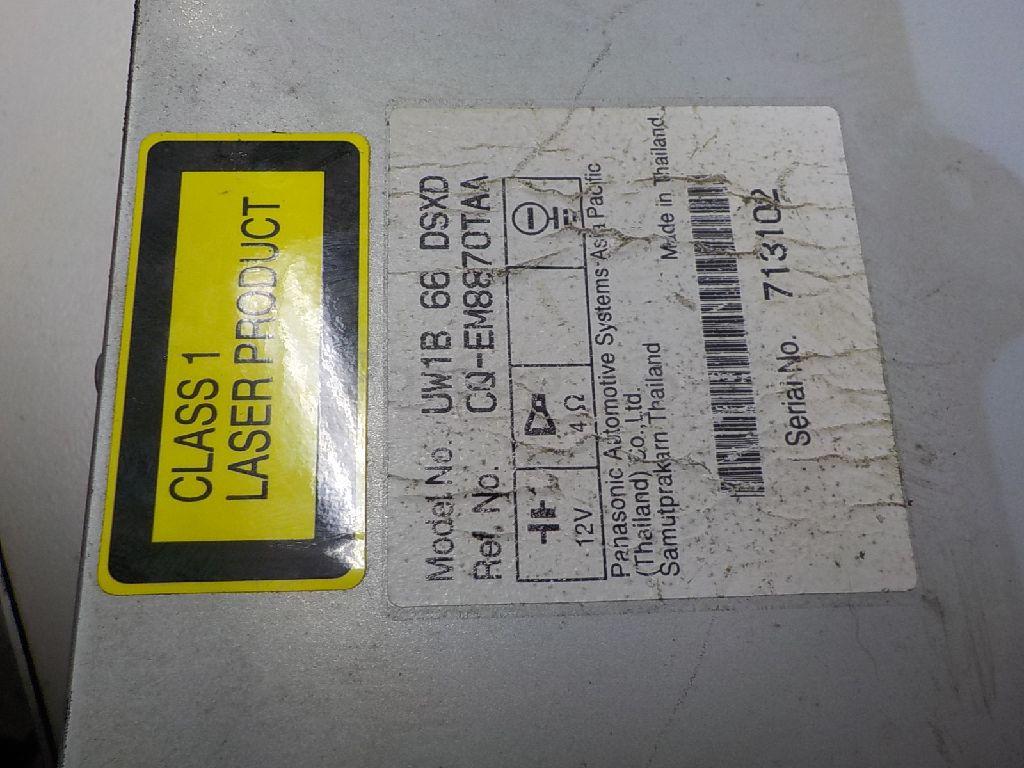 CLASS 1
LASER PRODUCT
Model No. UW1B 66 DSXD
Ref. No. CQ-EM8870TAA
12V 4Ω
Panasonic Automotive Systems Asia Pacific
(Thailand) Co.,Ltd.
Samutprakarn Thailand Made in Thailand
Serial No. 713102